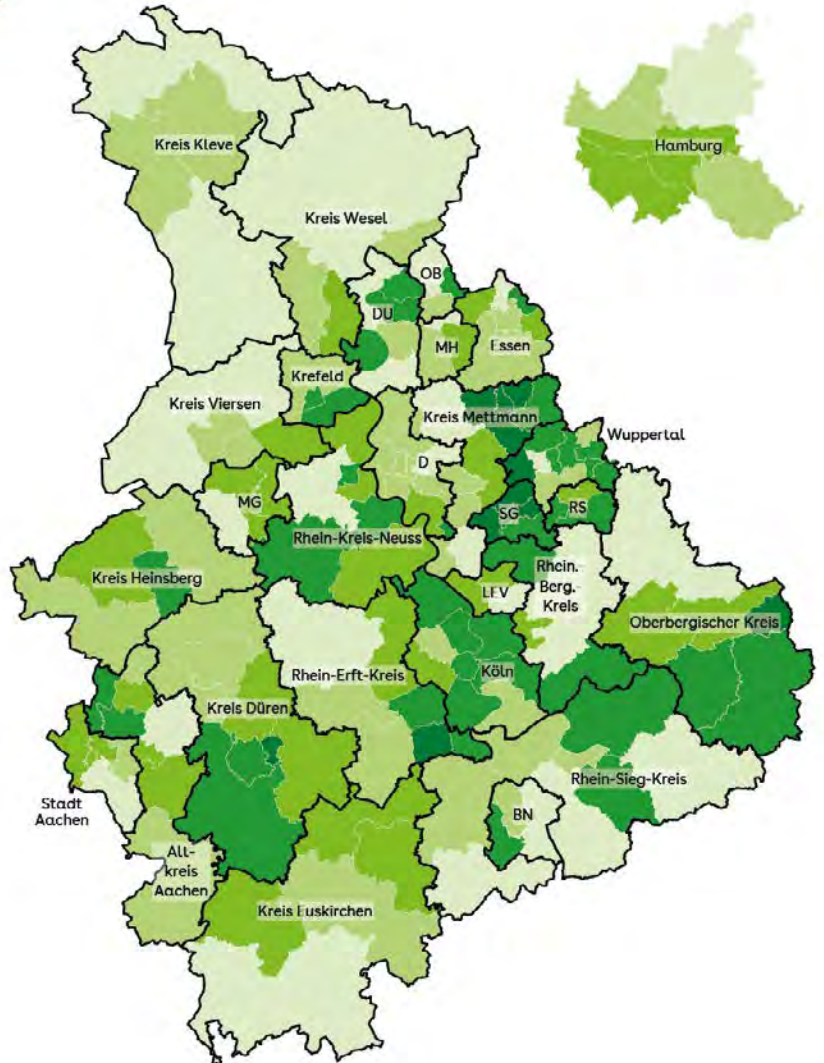 Hamburg
Kreis Kleve
Kreis Wesel
OB
DU
MH
Essen
Krefeld
Kreis Viersen
Kreis Mettmann
Wuppertal
D
MG
SG
RS
Rhein-Kreis-Neuss
Kreis Heinsberg
LEV
Rhein.
Berg.
Kreis
Oberbergischer Kreis
Rhein-Erft-Kreis
Köln
Kreis Düren
Rhein-Sieg-Kreis
Stadt
Aachen
BN
Alt-
kreis
Aachen
Kreis Euskirchen